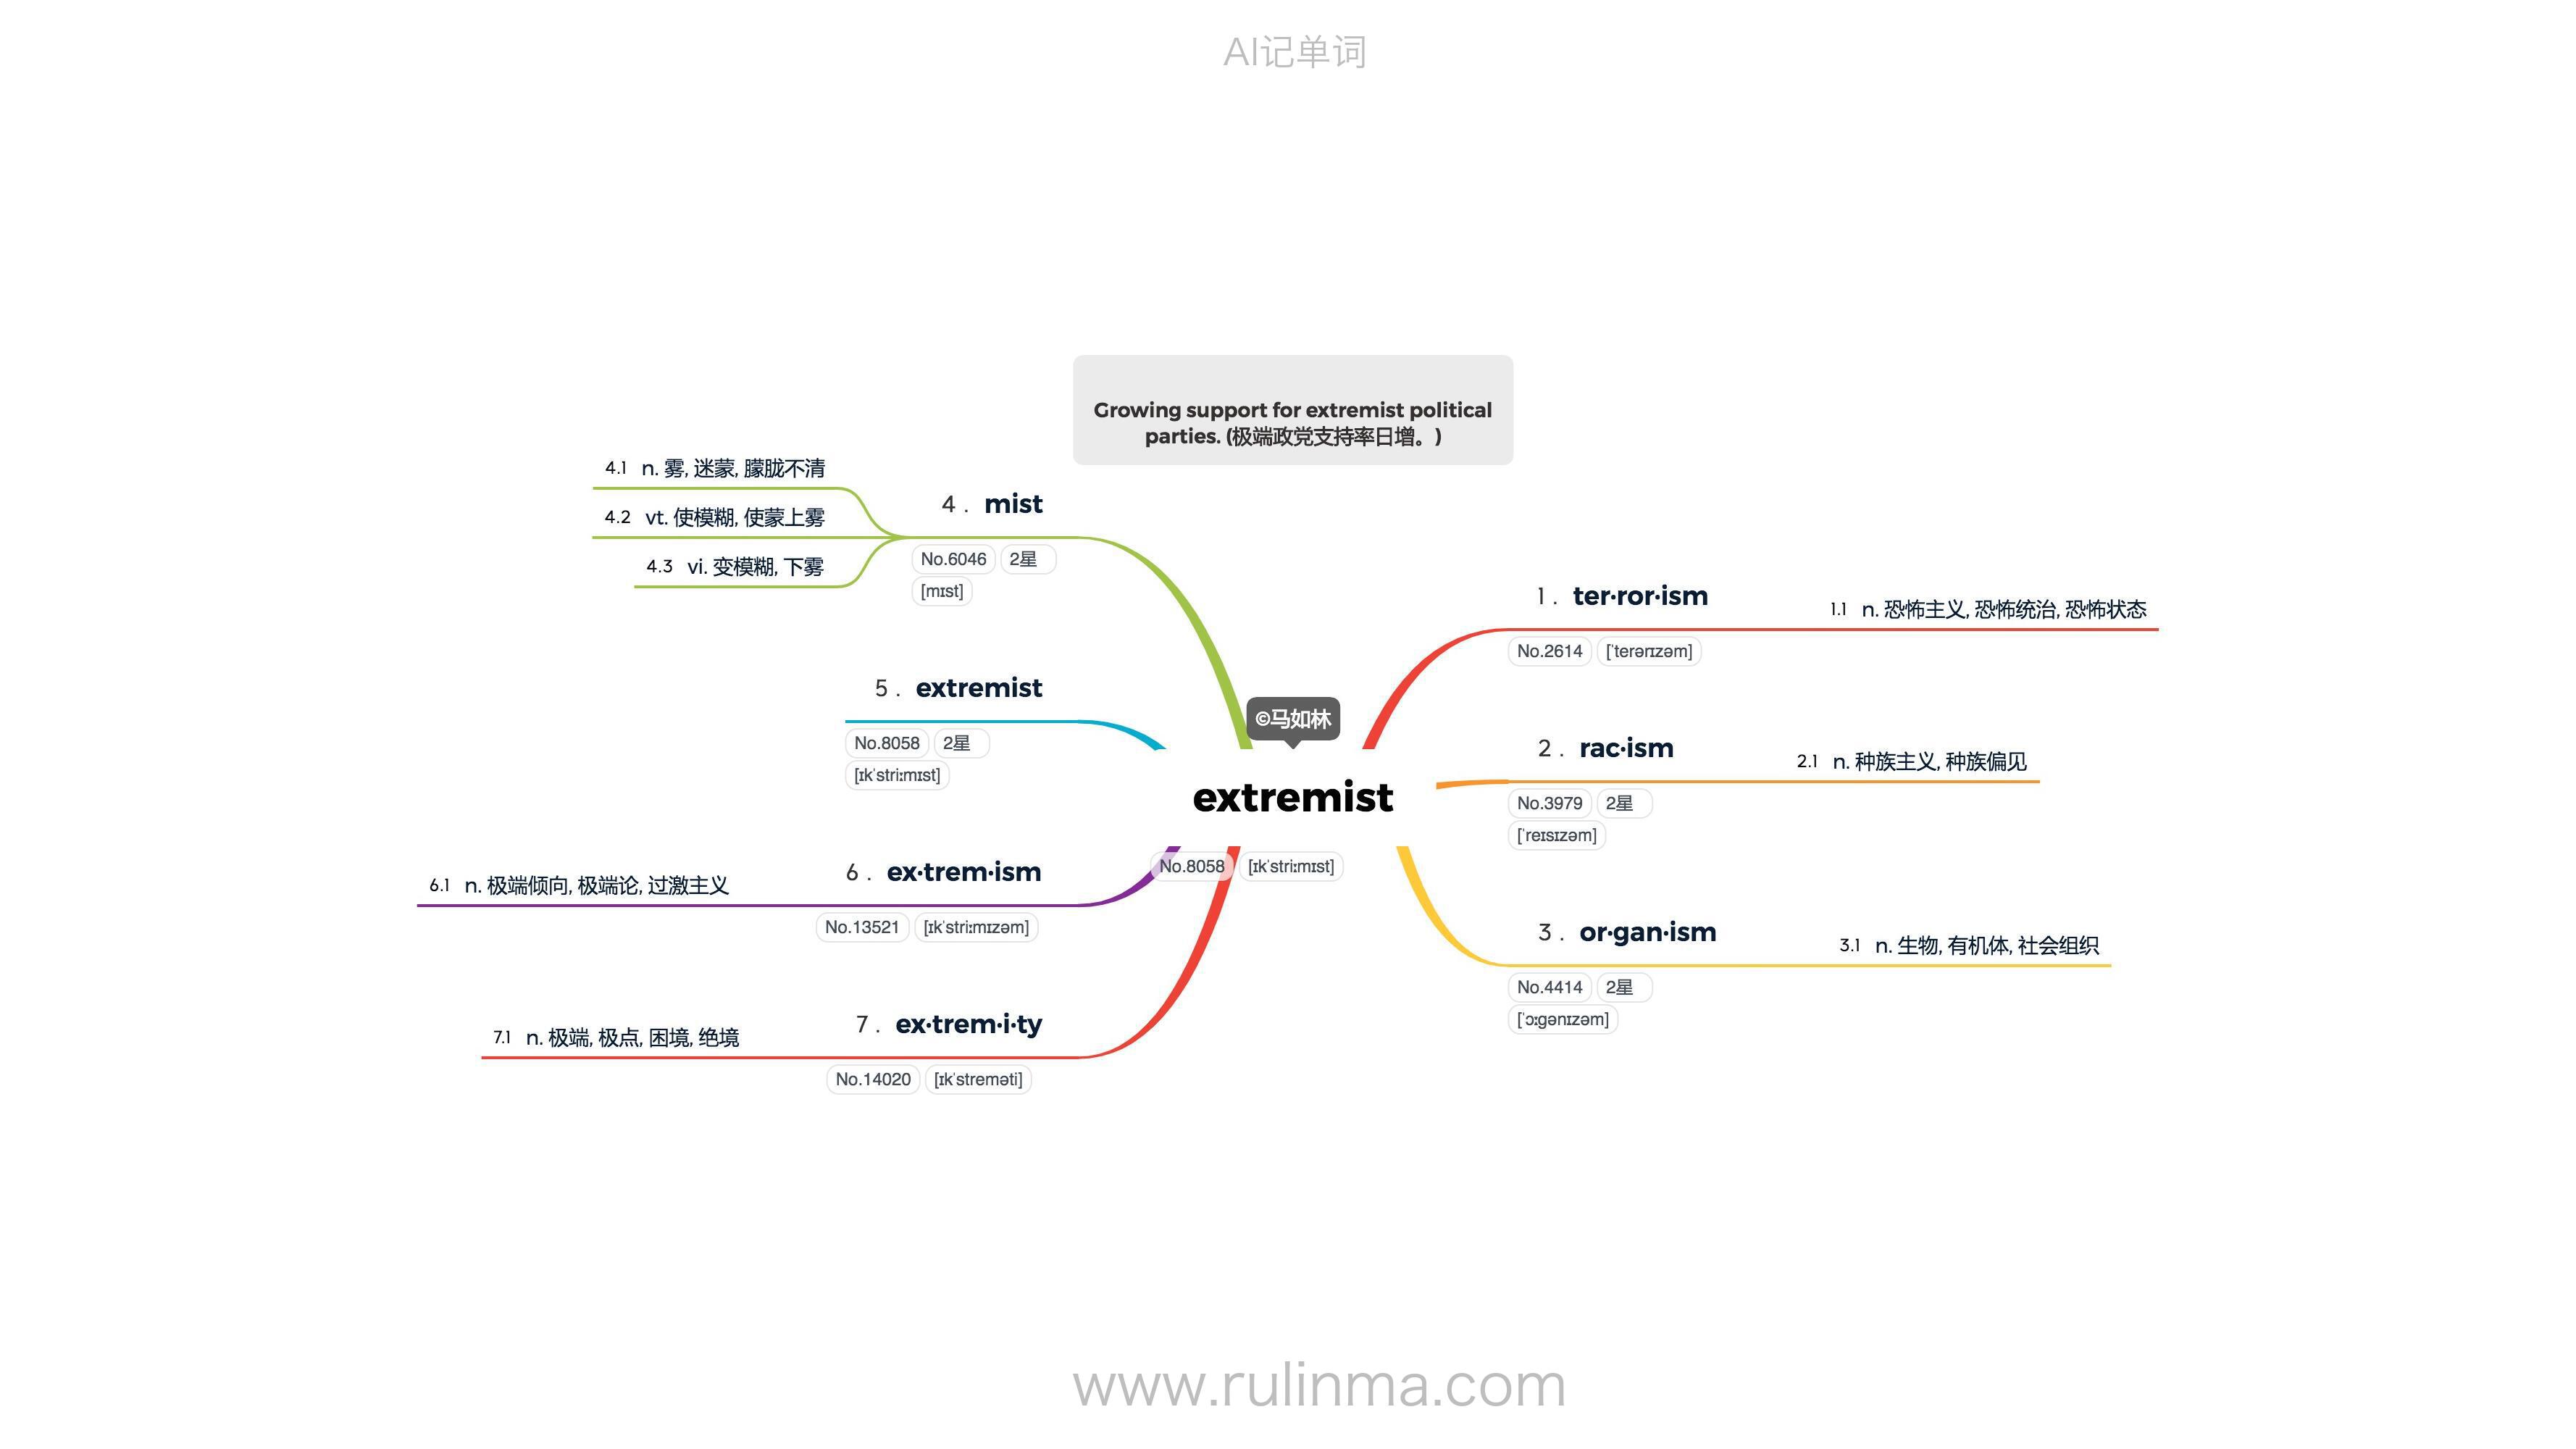 AI记单词
Growing support for extremist political
parties. (极端政党支持率日增。)
©马如林
extremist
No.8058 [ɪkˈstriːmɪst]
1 . ter·ror·ism
No.2614 [ˈterərɪzəm]
1.1 n. 恐怖主义, 恐怖统治, 恐怖状态
2 . rac·ism
No.3979 2星
[ˈreɪsɪzəm]
2.1 n. 种族主义, 种族偏见
3 . or·gan·ism
No.4414 2星
[ˈɔːgənɪzəm]
3.1 n. 生物, 有机体, 社会组织
4 . mist
No.6046 2星
[mɪst]
4.1 n. 雾, 迷蒙, 朦胧不清
4.2 vt. 使模糊, 使蒙上雾
4.3 vi. 变模糊, 下雾
5 . extremist
No.8058 2星
[ɪkˈstriːmɪst]
6 . ex·trem·ism
No.13521 [ɪkˈstriːmɪzəm]
6.1 n. 极端倾向, 极端论, 过激主义
7 . ex·trem·i·ty
No.14020 [ɪkˈstreməti]
7.1 n. 极端, 极点, 困境, 绝境
www.rulinma.com